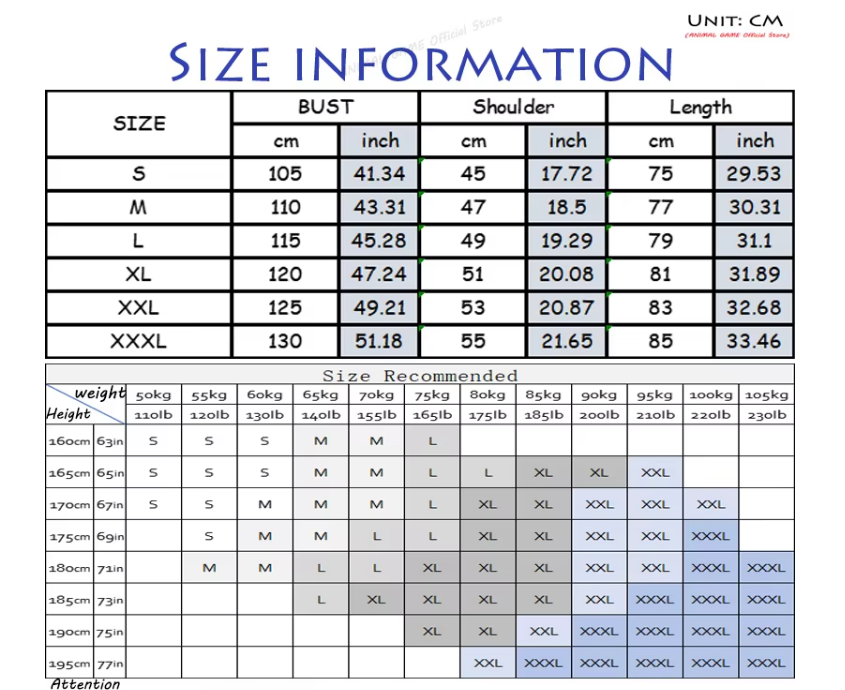 UNIT: CM
(ANIMAL GAME Official Store)
SIZE INFORMATION
SIZE BUST Shoulder Length
cm inch cm inch cm inch
S 105 41.34 45 17.72 75 29.53
M 110 43.31 47 18.5 77 30.31
L 115 45.28 49 19.29 79 31.1
XL 120 47.24 51 20.08 81 31.89
XXL 125 49.21 53 20.87 83 32.68
XXXL 130 51.18 55 21.65 85 33.46
Size Recommended
weight 50kg 55kg 60kg 65kg 70kg 75kg 80kg 85kg 90kg 95kg 100kg 105kg
Height 110lb 120lb 130lb 140lb 155lb 165lb 175lb 185lb 200lb 210lb 220lb 230lb
160cm 63in S S S M M L
165cm 65in S S S M M L L XL XL XXL
170cm 67in S S M M M L XL XL XXL XXL XXL
175cm 69in S M M L L XL XL XXL XXL XXXL
180cm 71in M M L L XL XL XL XXL XXL XXXL XXXL
185cm 73in L XL XL XL XL XXL XXXL XXXL XXXL
190cm 75in XL XL XXL XXXL XXXL XXXL XXXL
195cm 77in XXL XXXL XXXL XXXL XXXL XXXL
Attention